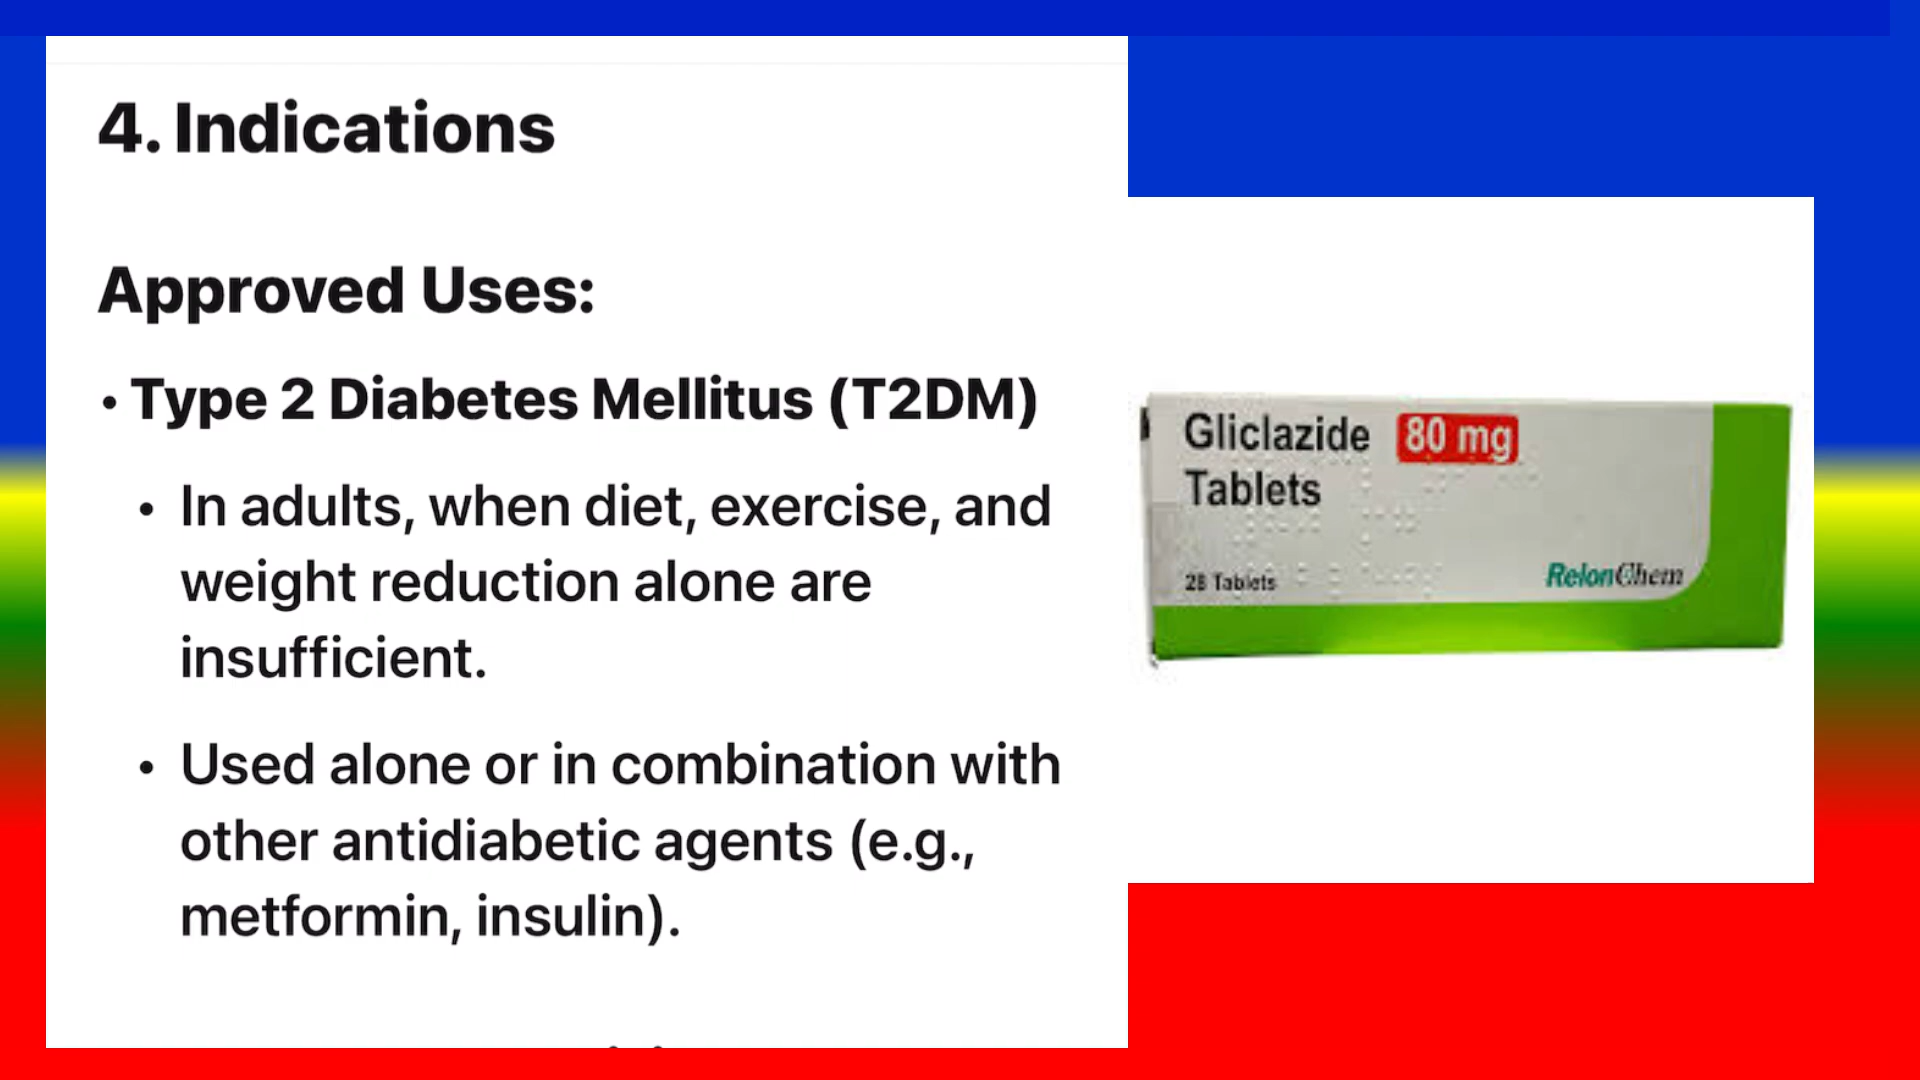 4. Indications
Approved Uses:
• Type 2 Diabetes Mellitus (T2DM)
• In adults, when diet, exercise, and
weight reduction alone are
insufficient.
• Used alone or in combination with
other antidiabetic agents (e.g.,
metformin, insulin).
Gliclazide 80 mg
Tablets
28 Tablets
RelonChem